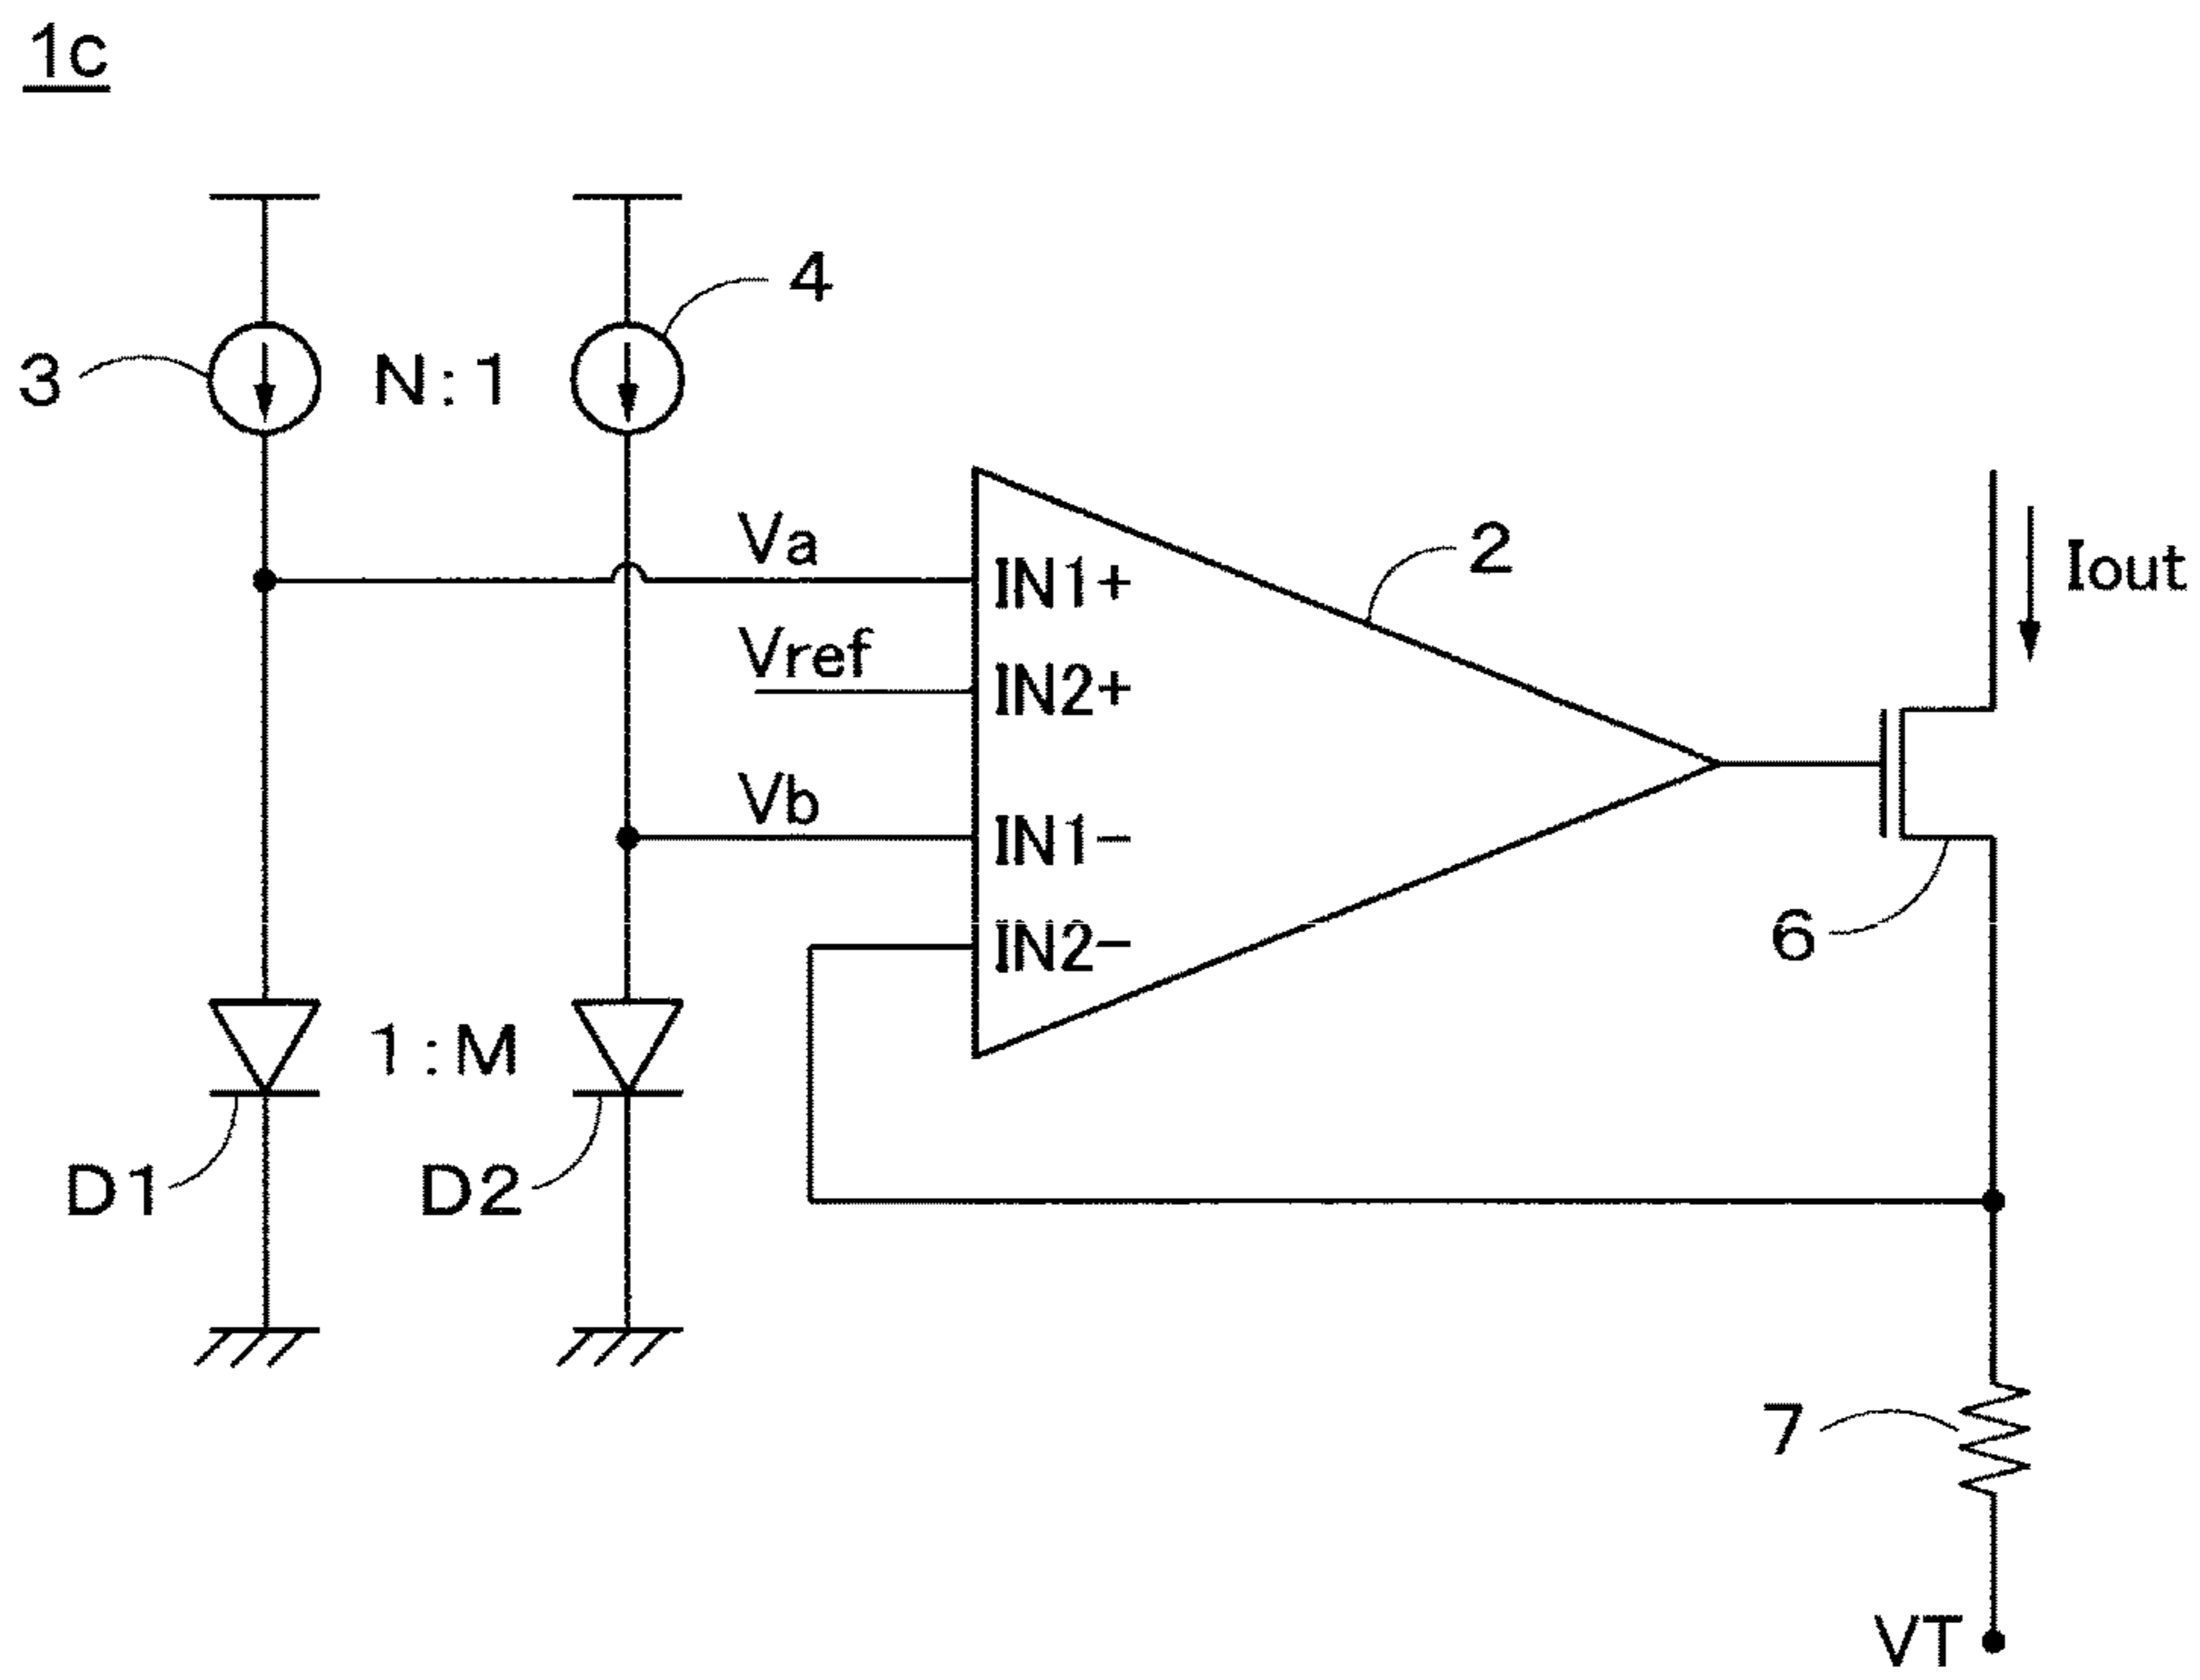 1c
4
3
N:1
Va
IN1+
2
Iout
Vref
IN2+
Vb
IN1-
IN2-
6
1:M
D1
D2
7
VT